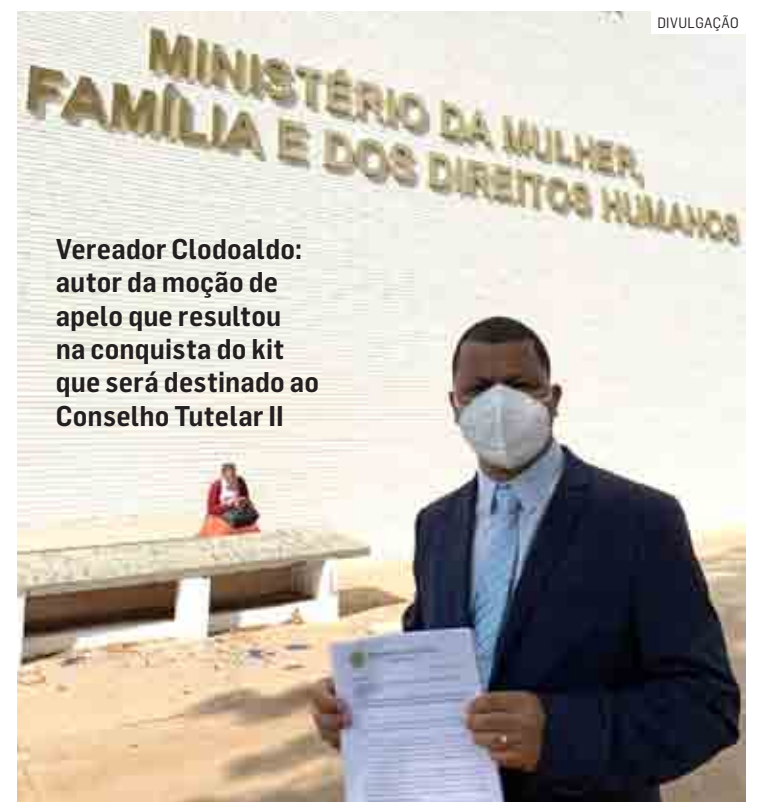 DIVULGAÇÃO
MINISTÉRIO DA MULHER,
FAMÍLIA E DOS DIREITOS HUMANOS
Vereador Clodoaldo:
autor da moção de
apelo que resultou
na conquista do kit
que será destinado ao
Conselho Tutelar II